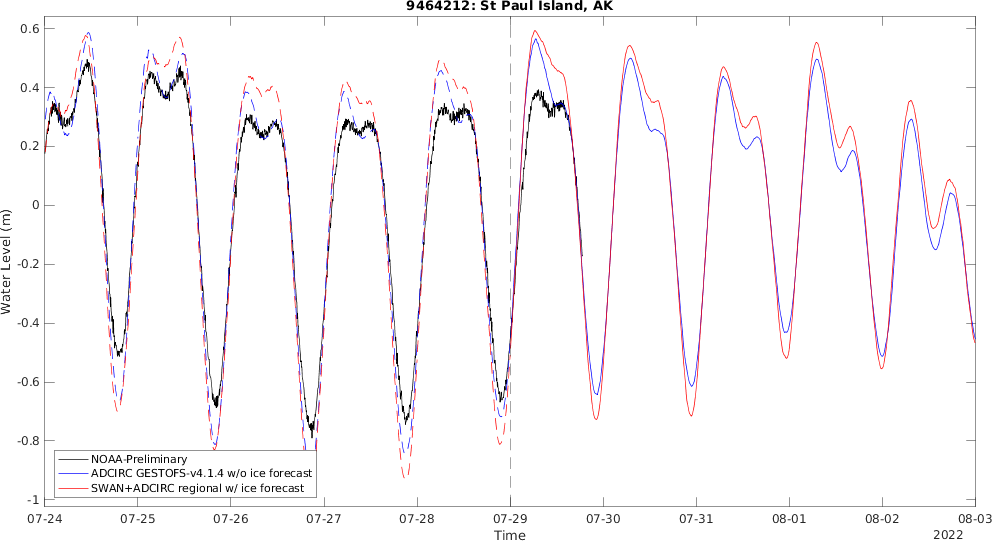 9464212: St Paul Island, AK
0.6
0.4
0.2
0
-0.2
-0.4
-0.6
-0.8
-1
Water Level (m)
NOAA-Preliminary
ADCIRC GESTOFS-v4.1.4 w/o ice forecast
SWAN+ADCIRC regional w/ ice forecast
07-24 07-25 07-26 07-27 07-28 07-29 07-30 07-31 08-01 08-02 08-03
Time
2022